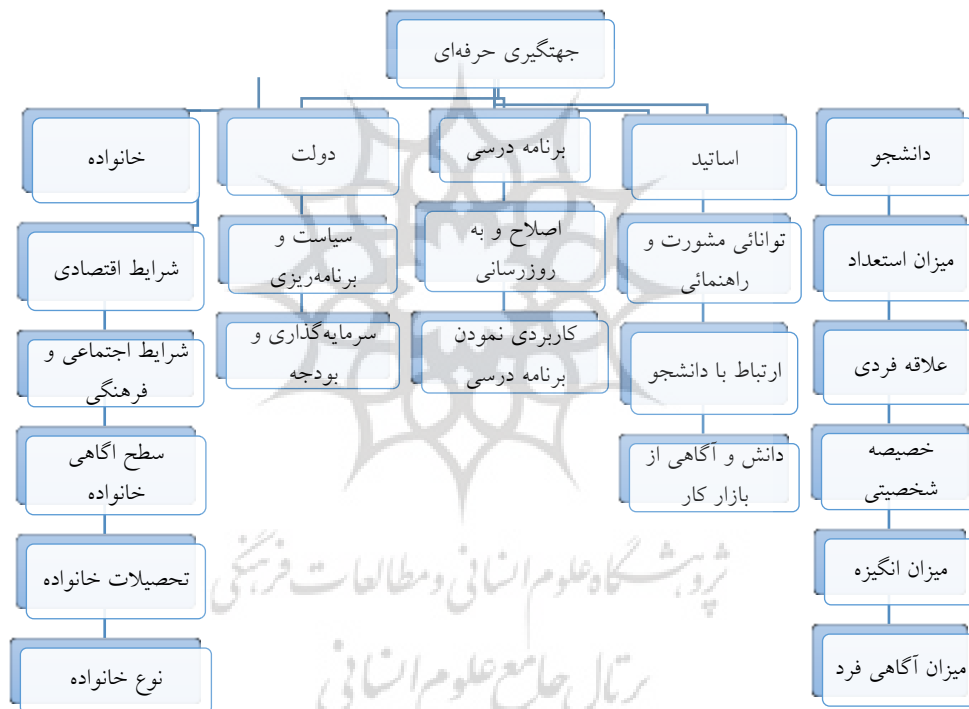 جهتگیری حرفه‌ای
دانشجو
میزان استعداد
علاقه فردی
خصیصه
شخصیتی
میزان انگیزه
میزان آگاهی فرد
اساتید
توانائی مشورت و
راهنمائی
ارتباط با دانشجو
دانش و آگاهی از
بازار کار
برنامه درسی
اصلاح و به
روزرسانی
کاربردی نمودن
برنامه درسی
دولت
سیاست و
برنامه‌ریزی
سرمایه‌گذاری و
بودجه
خانواده
شرایط اقتصادی
شرایط اجتماعی و
فرهنگی
سطح اگاهی
خانواده
تحصیلات خانواده
نوع خانواده
پژوهشگاه علوم انسانی و مطالعات فرهنگی
رتال جامع علوم انسانی